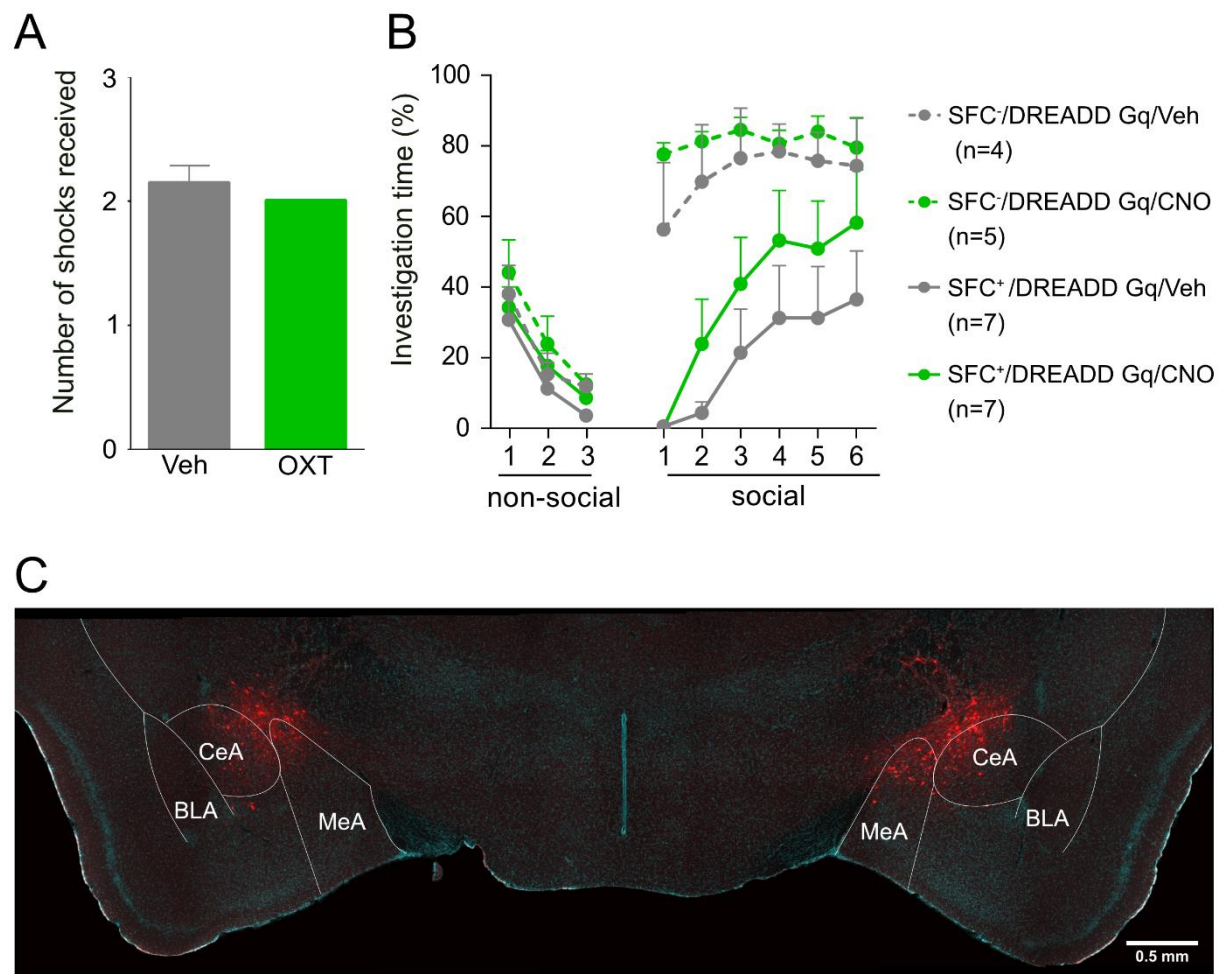 A
Number of shocks received
3
2
1
0
Veh
OXT
B
Investigation time (%)
100
80
60
40
20
0
1 2 3
non-social
1 2 3 4 5 6
social
SFC⁻/DREADD Gq/Veh
(n=4)
SFC⁻/DREADD Gq/CNO
(n=5)
SFC⁺/DREADD Gq/Veh
(n=7)
SFC⁺/DREADD Gq/CNO
(n=7)
C
CeA
BLA
MeA
MeA
CeA
BLA
0.5 mm